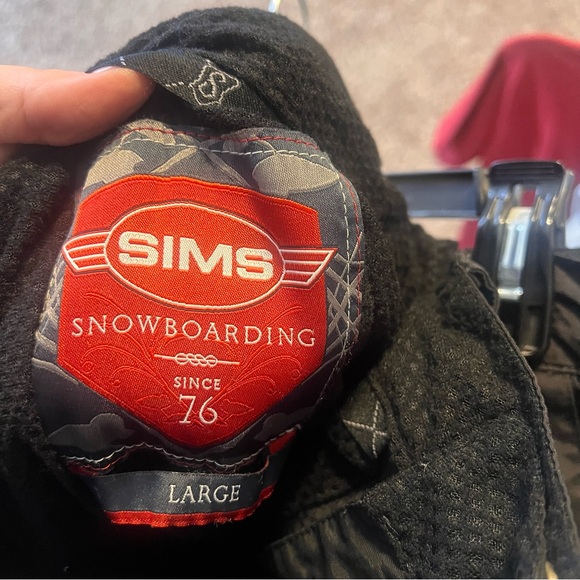 S
SIMS
SNOWBOARDING
SINCE
76
LARGE